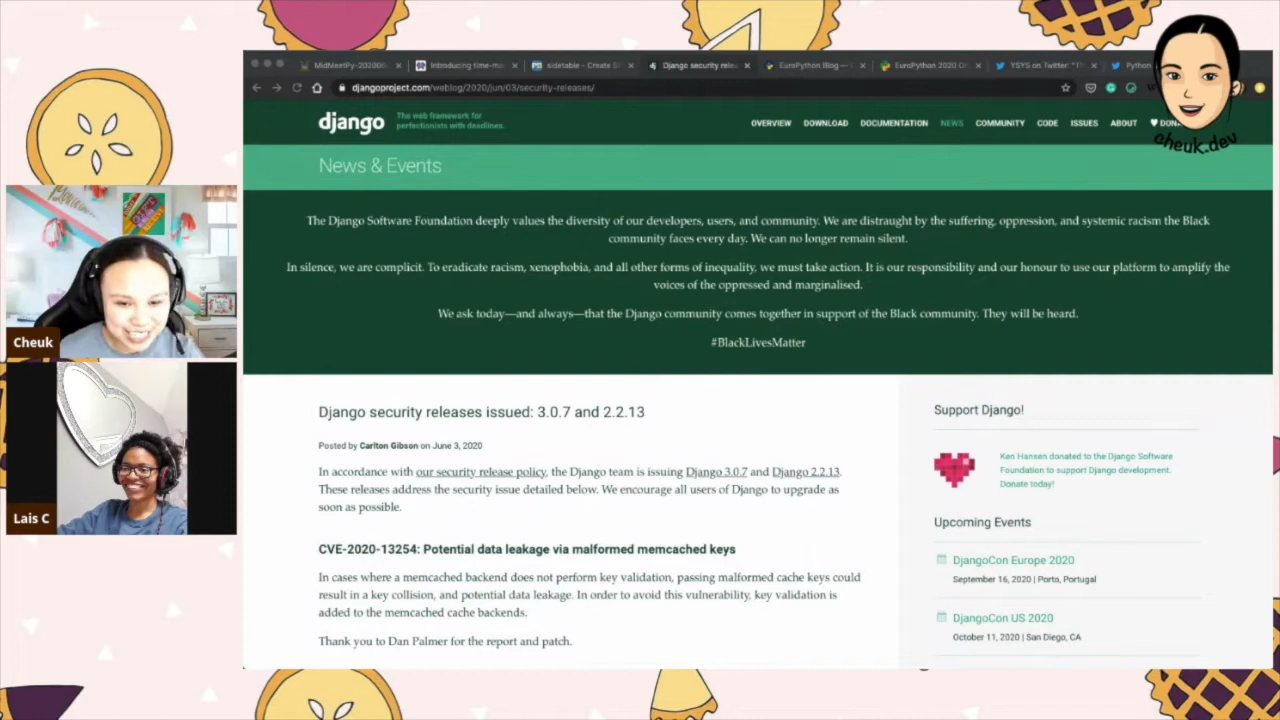 MidMeetPy-202006
Introducing time-ma
sidetable - Create Si
Django security rele
EuroPython Blog —
EuroPython 2020 C
YSYS on Twitter: "Th
Python
djangoproject.com/weblog/2020/jun/03/security-releases/
django
The web framework for
perfectionists with deadlines.
OVERVIEW DOWNLOAD DOCUMENTATION NEWS COMMUNITY CODE ISSUES ABOUT ♥ DON
cheuk.dev
News & Events
The Django Software Foundation deeply values the diversity of our developers, users, and community. We are distraught by the suffering, oppression, and systemic racism the Black
community faces every day. We can no longer remain silent.
In silence, we are complicit. To eradicate racism, xenophobia, and all other forms of inequality, we must take action. It is our responsibility and our honour to use our platform to amplify the
voices of the oppressed and marginalised.
We ask today—and always—that the Django community comes together in support of the Black community. They will be heard.
#BlackLivesMatter
Cheuk
Lais C
Django security releases issued: 3.0.7 and 2.2.13
Posted by Carlton Gibson on June 3, 2020
In accordance with our security release policy, the Django team is issuing Django 3.0.7 and Django 2.2.13.
These releases address the security issue detailed below. We encourage all users of Django to upgrade as
soon as possible.
CVE-2020-13254: Potential data leakage via malformed memcached keys
In cases where a memcached backend does not perform key validation, passing malformed cache keys could
result in a key collision, and potential data leakage. In order to avoid this vulnerability, key validation is
added to the memcached cache backends.
Thank you to Dan Palmer for the report and patch.
Support Django!
Ken Hansen donated to the Django Software
Foundation to support Django development.
Donate today!
Upcoming Events
DjangoCon Europe 2020
September 16, 2020 | Porto, Portugal
DjangoCon US 2020
October 11, 2020 | San Diego, CA